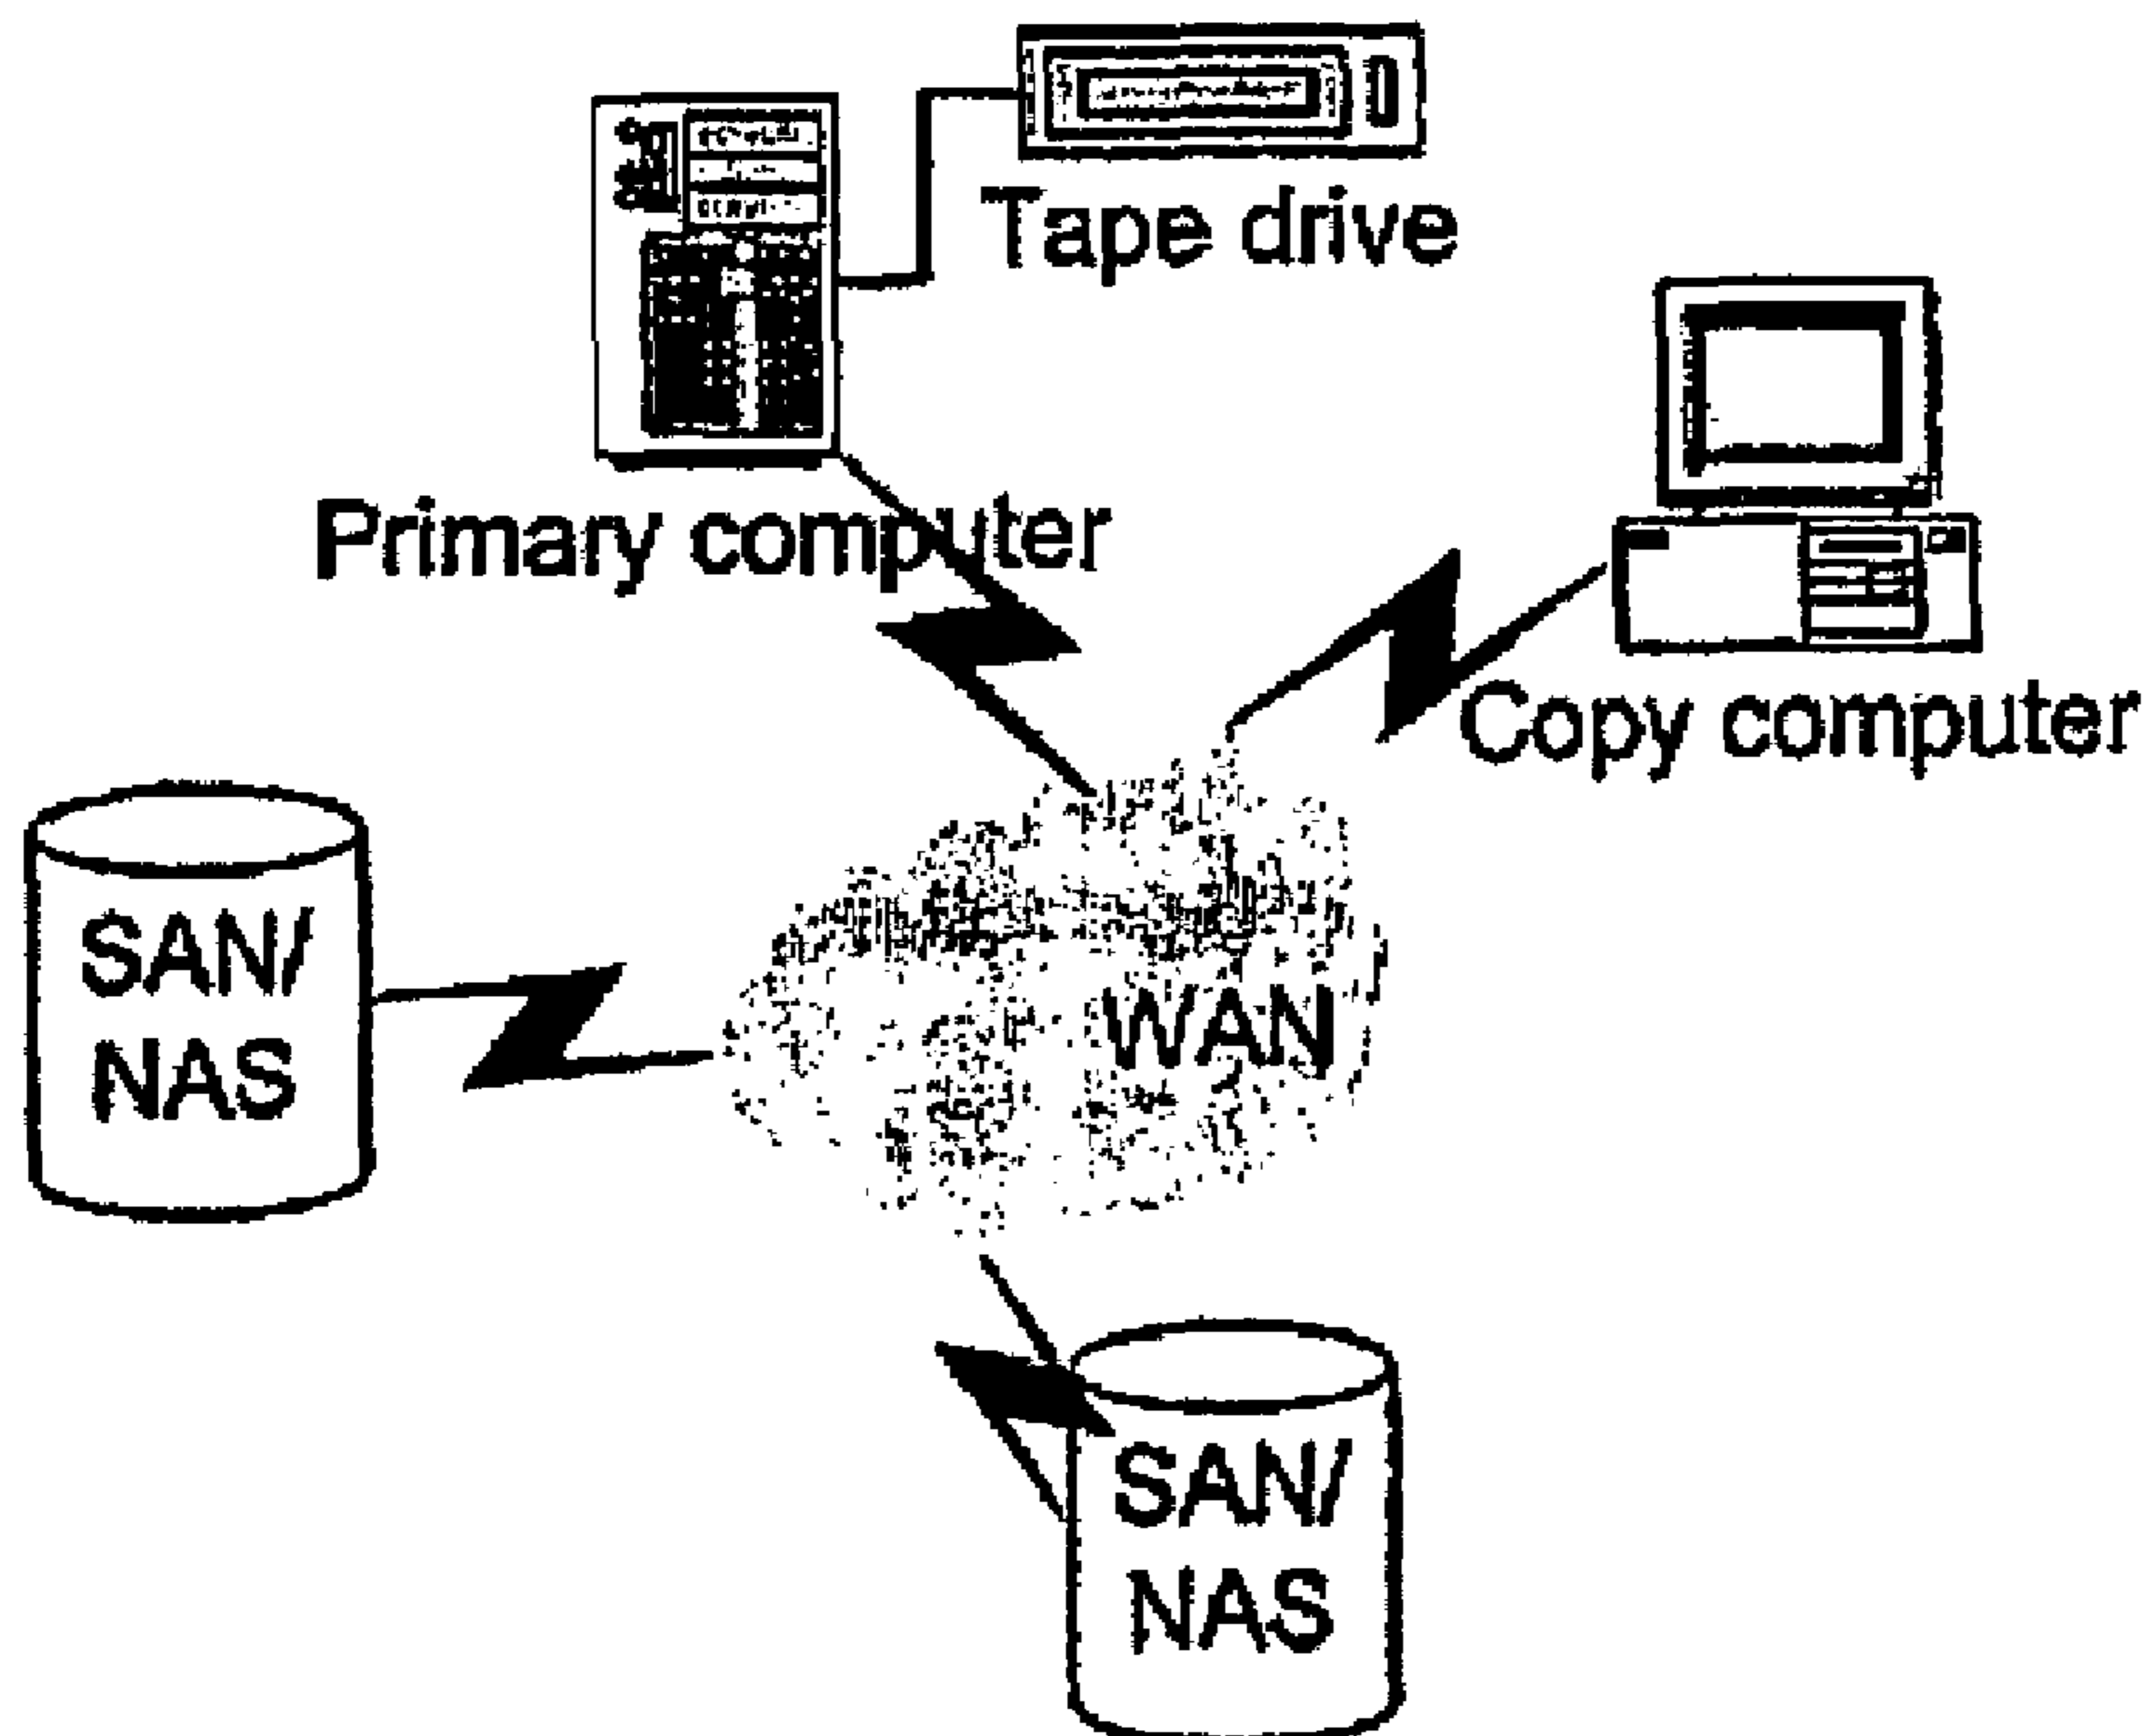 Tape drive
Primary computer
Copy computer
SAN/
NAS
WAN
SAN/
NAS